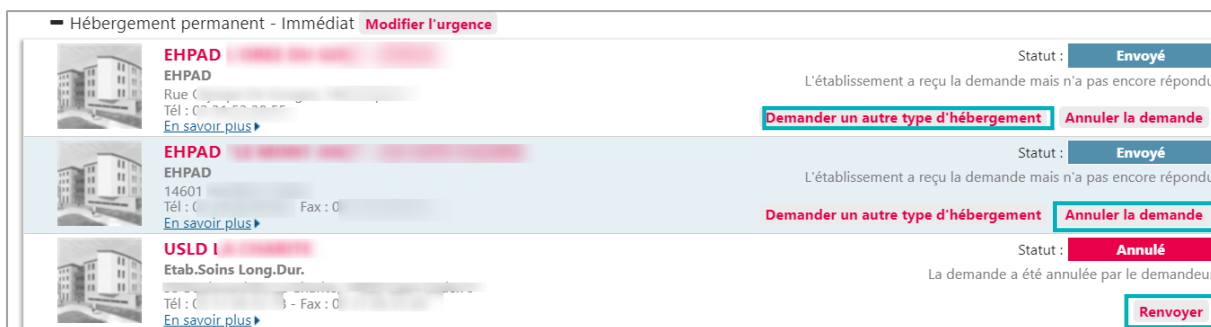 Hébergement permanent - Immédiat Modifier l'urgence
EHPAD
Statut : Envoyé
EHPAD
L'établissement a reçu la demande mais n'a pas encore répondu
Rue
Tél :
Demander un autre type d'hébergement Annuler la demande
En savoir plus
EHPAD
Statut : Envoyé
EHPAD
L'établissement a reçu la demande mais n'a pas encore répondu
14601
Tél : Fax : 0
Demander un autre type d'hébergement Annuler la demande
En savoir plus
USLD
Statut : Annulé
Etab.Soins Long.Dur.
La demande a été annulée par le demandeur
Tél : - Fax : 0
Renvoyer
En savoir plus